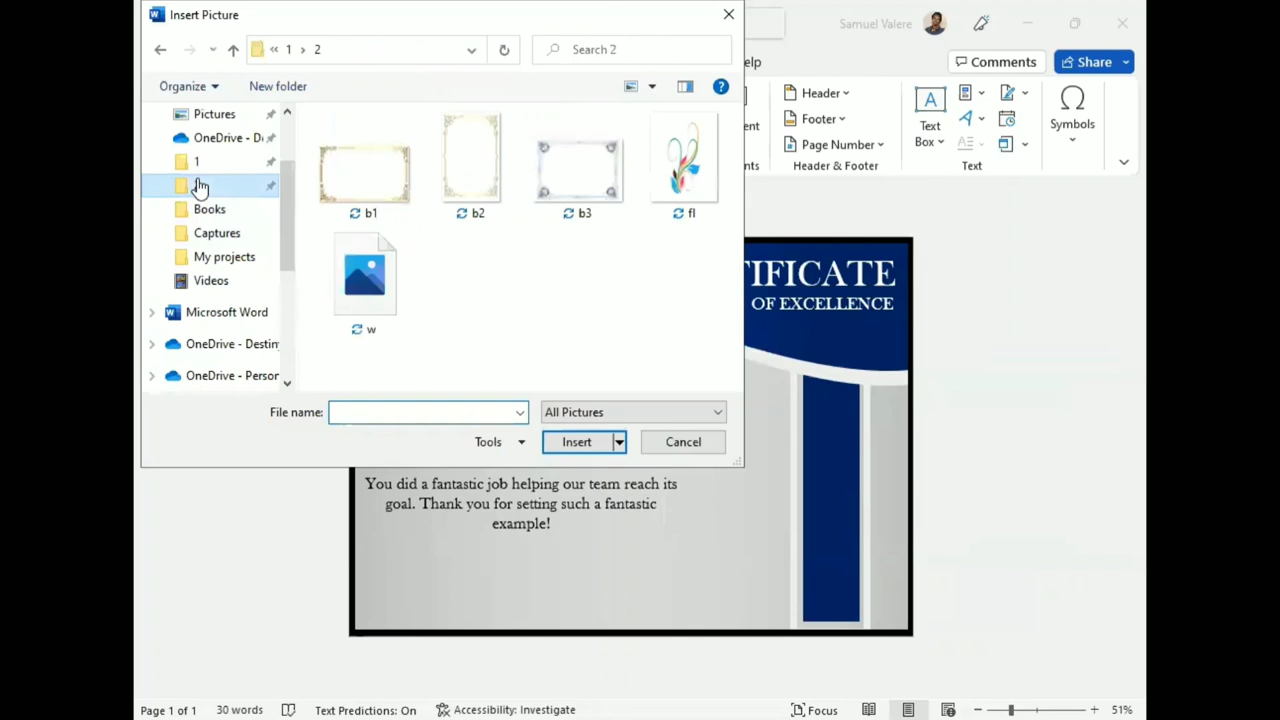 Insert Picture
Samuel Valere
1 > 2
Search 2
elp
Comments
Share
Organize
New folder
Header
Footer
Page Number
Header & Footer
Text
Box
Text
Symbols
ent
nts
Pictures
OneDrive - De
1
Books
Captures
My projects
Videos
Microsoft Word
OneDrive - Destin
OneDrive - Person
b1
b2
b3
fl
w
File name:
All Pictures
Tools
Insert
Cancel
TIFICATE
OF EXCELLENCE
You did a fantastic job helping our team reach its
goal. Thank you for setting such a fantastic
example!
Page 1 of 1
30 words
Text Predictions: On
Accessibility: Investigate
Focus
51%